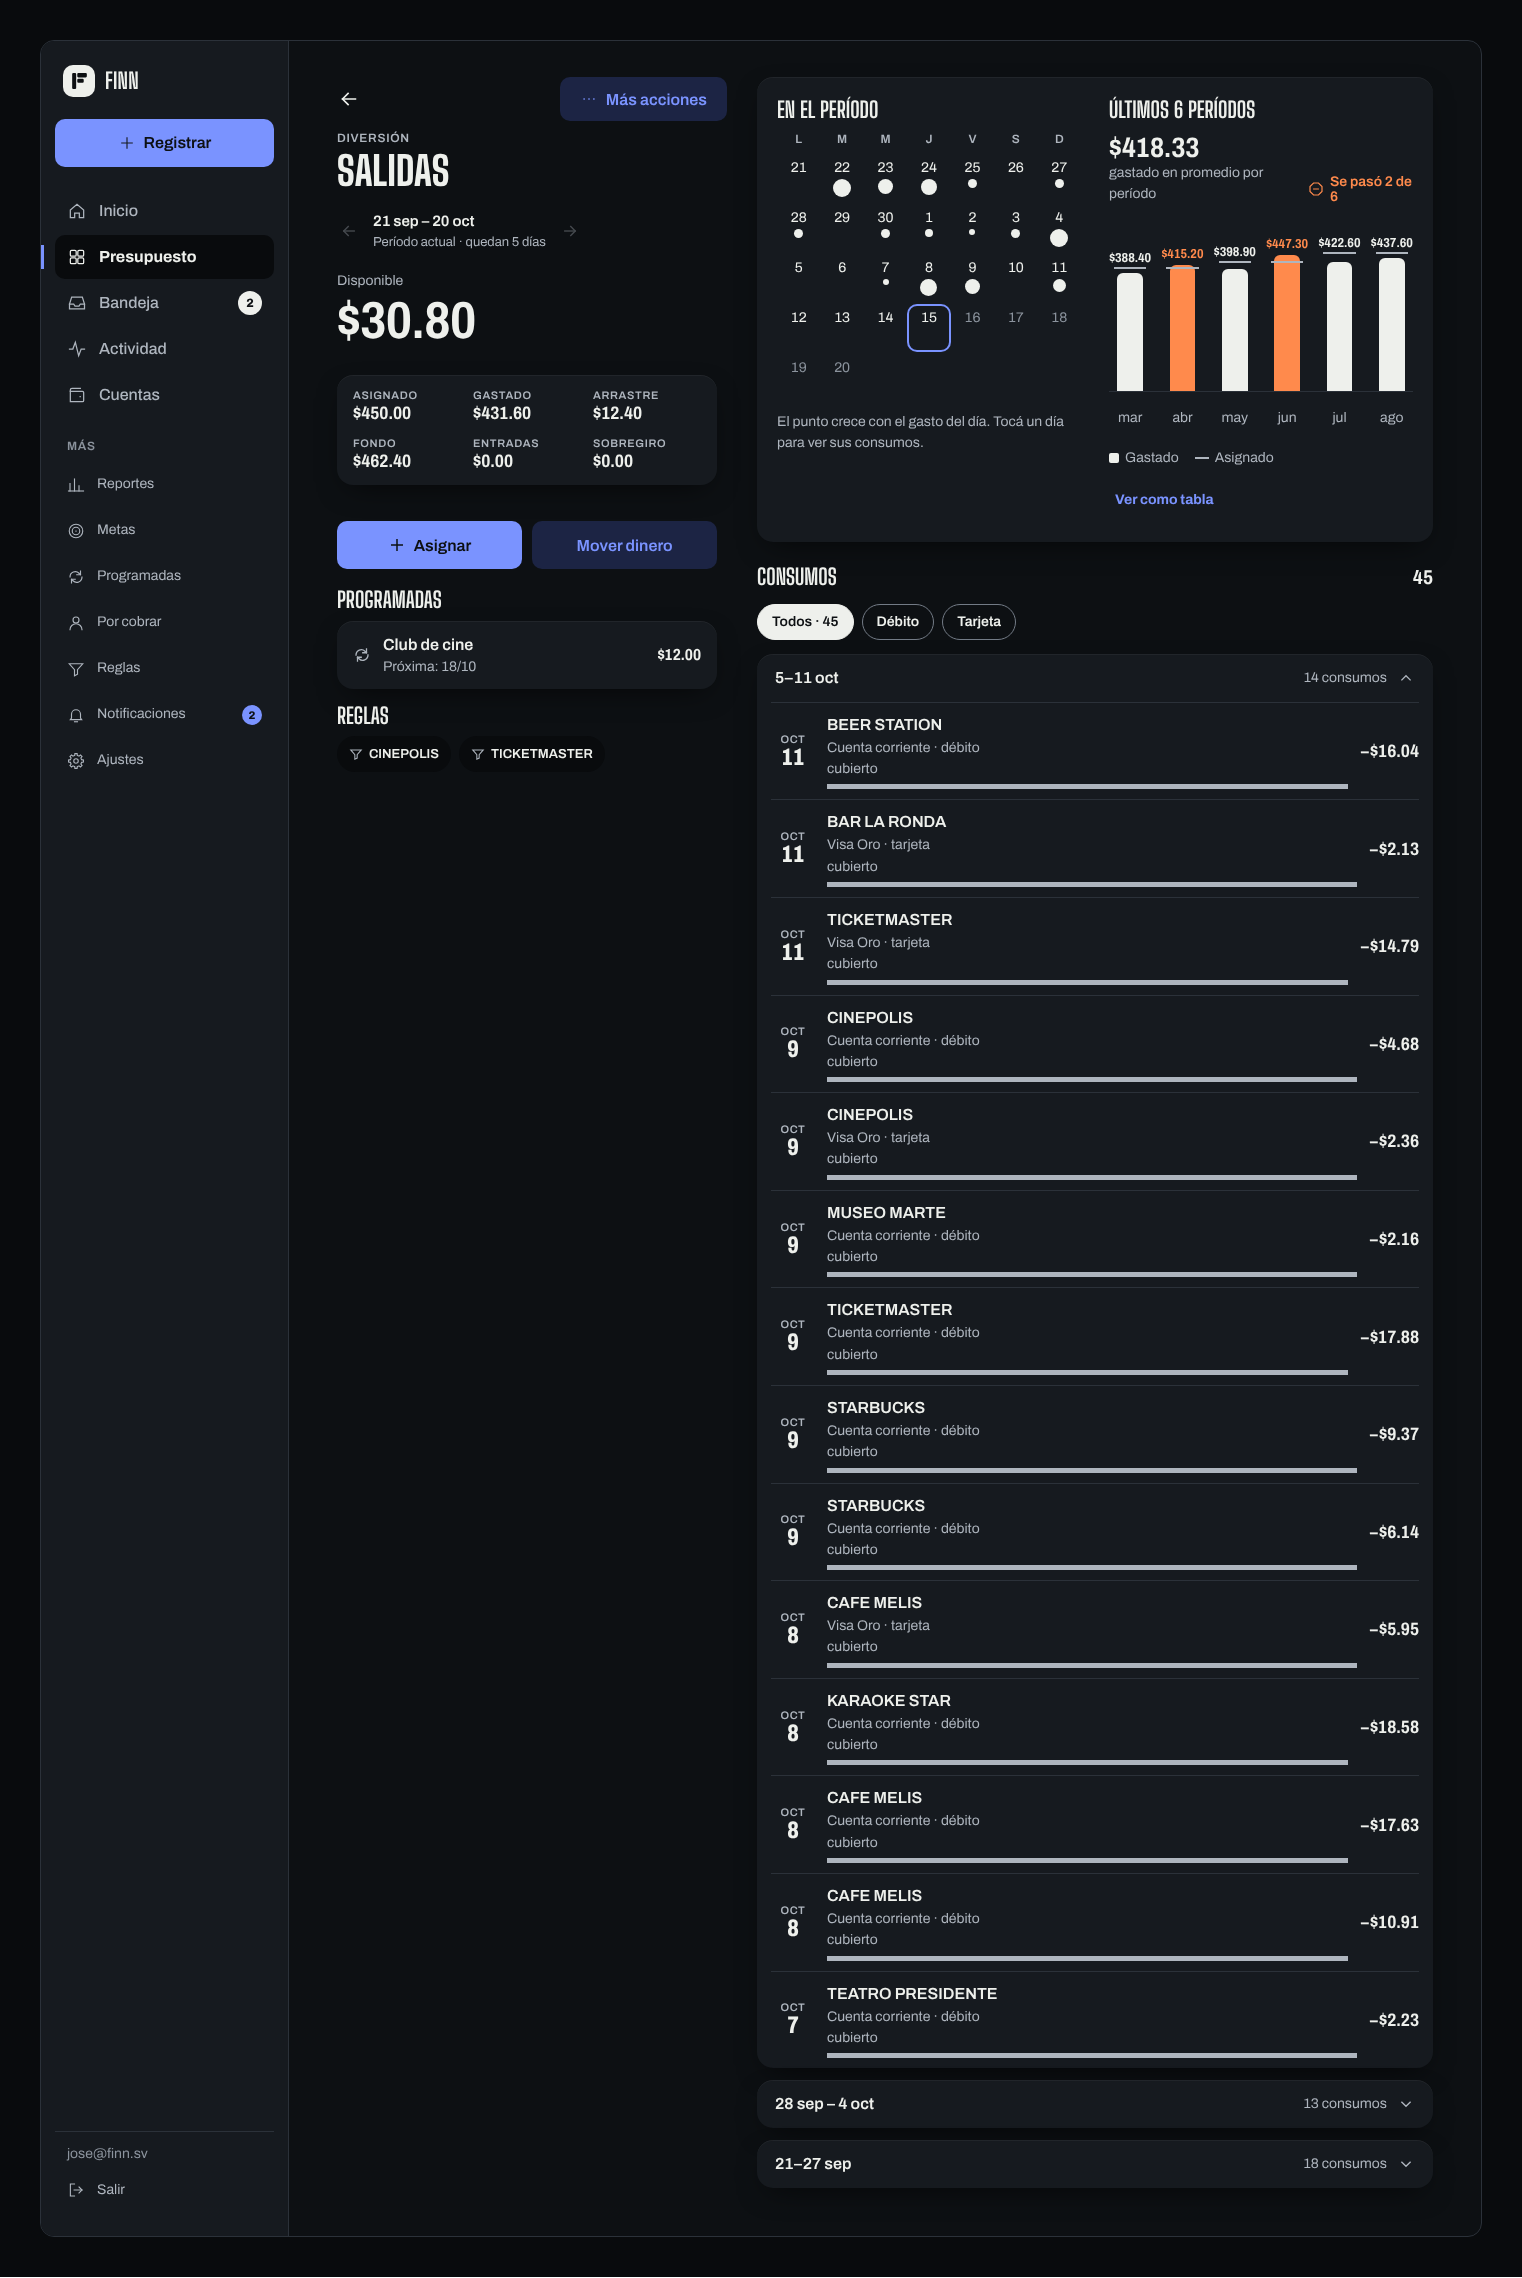 FINN
Registrar
Inicio
Presupuesto
Bandeja 2
Actividad
Cuentas
MÁS
Reportes
Metas
Programadas
Por cobrar
Reglas
Notificaciones 2
Ajustes
jose@finn.sv
Salir
Más acciones
DIVERSIÓN
SALIDAS
21 sep – 20 oct
Período actual · quedan 5 días
Disponible
$30.80
ASIGNADO GASTADO ARRASTRE
$450.00 $431.60 $12.40
FONDO ENTRADAS SOBREGIRO
$462.40 $0.00 $0.00
Asignar
Mover dinero
PROGRAMADAS
Club de cine
Próxima: 18/10
$12.00
REGLAS
CINEPOLIS
TICKETMASTER
EN EL PERÍODO
L M M J V S D
21 22 23 24 25 26 27
28 29 30 1 2 3 4
5 6 7 8 9 10 11
12 13 14 15 16 17 18
19 20
El punto crece con el gasto del día. Tocá un día
para ver sus consumos.
ÚLTIMOS 6 PERÍODOS
$418.33
gastado en promedio por
período
Se pasó 2 de
6
$388.40 $415.20 $398.90 $447.30 $422.60 $437.60
mar abr may jun jul ago
Gastado Asignado
Ver como tabla
CONSUMOS
45
Todos · 45 Débito Tarjeta
5–11 oct
14 consumos
OCT
11
BEER STATION
Cuenta corriente · débito
cubierto
–$16.04
OCT
11
BAR LA RONDA
Visa Oro · tarjeta
cubierto
–$2.13
OCT
11
TICKETMASTER
Visa Oro · tarjeta
cubierto
–$14.79
OCT
9
CINEPOLIS
Cuenta corriente · débito
cubierto
–$4.68
OCT
9
CINEPOLIS
Visa Oro · tarjeta
cubierto
–$2.36
OCT
9
MUSEO MARTE
Cuenta corriente · débito
cubierto
–$2.16
OCT
9
TICKETMASTER
Cuenta corriente · débito
cubierto
–$17.88
OCT
9
STARBUCKS
Cuenta corriente · débito
cubierto
–$9.37
OCT
9
STARBUCKS
Cuenta corriente · débito
cubierto
–$6.14
OCT
8
CAFE MELIS
Visa Oro · tarjeta
cubierto
–$5.95
OCT
8
KARAOKE STAR
Cuenta corriente · débito
cubierto
–$18.58
OCT
8
CAFE MELIS
Cuenta corriente · débito
cubierto
–$17.63
OCT
8
CAFE MELIS
Cuenta corriente · débito
cubierto
–$10.91
OCT
7
TEATRO PRESIDENTE
Cuenta corriente · débito
cubierto
–$2.23
28 sep – 4 oct
13 consumos
21–27 sep
18 consumos